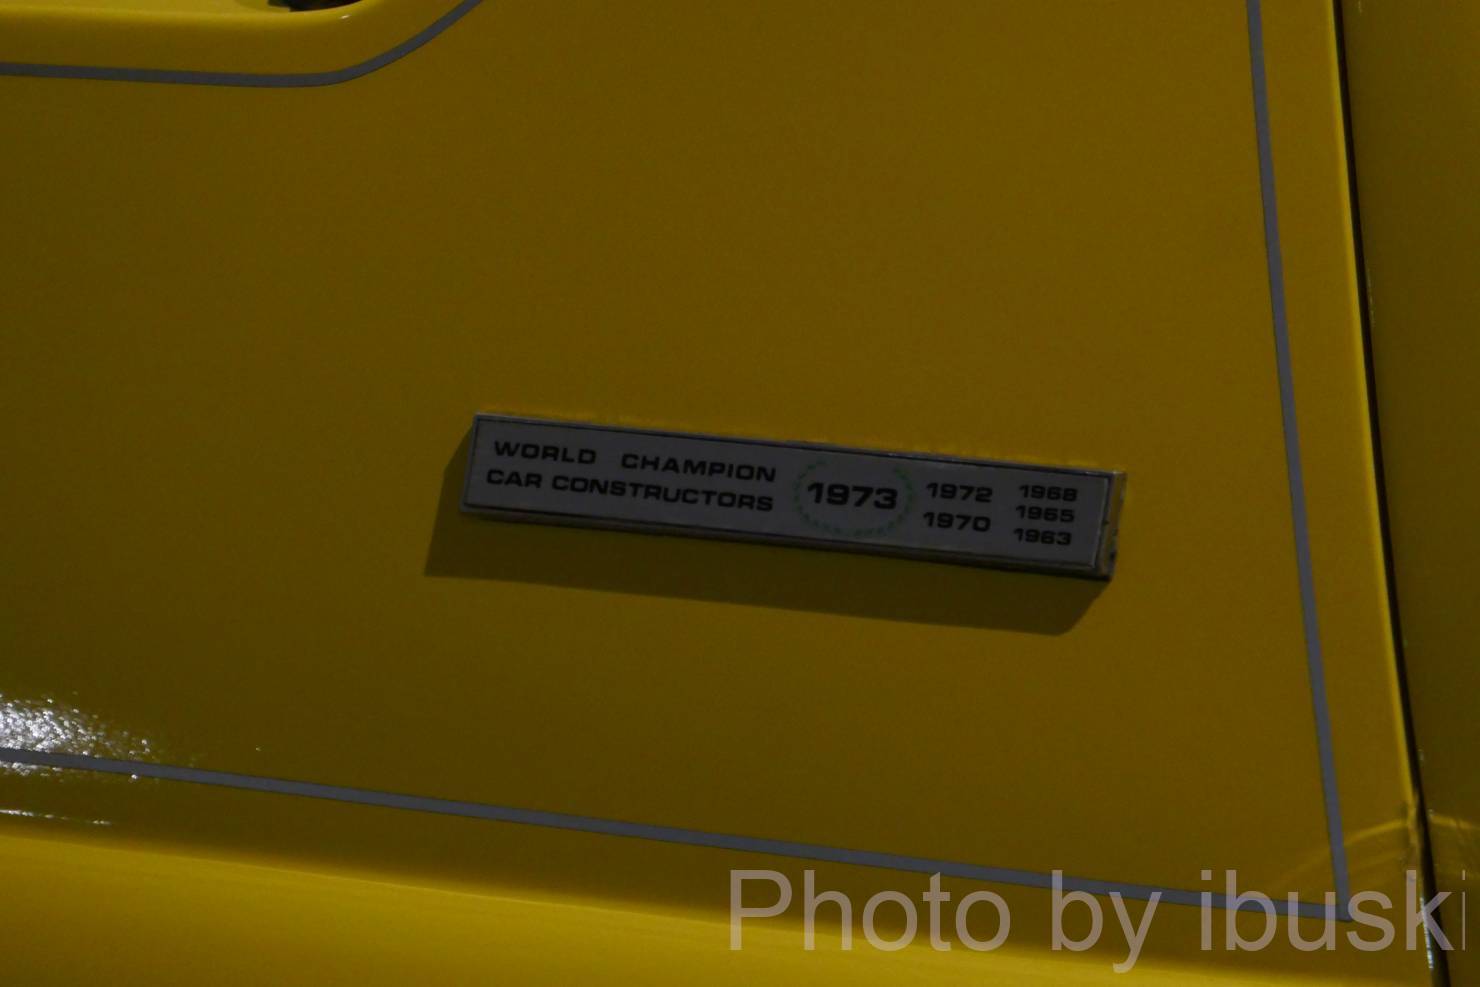 WORLD CHAMPION
CAR CONSTRUCTORS
1973
1972
1970
1968
1965
1963
Photo by ibuski